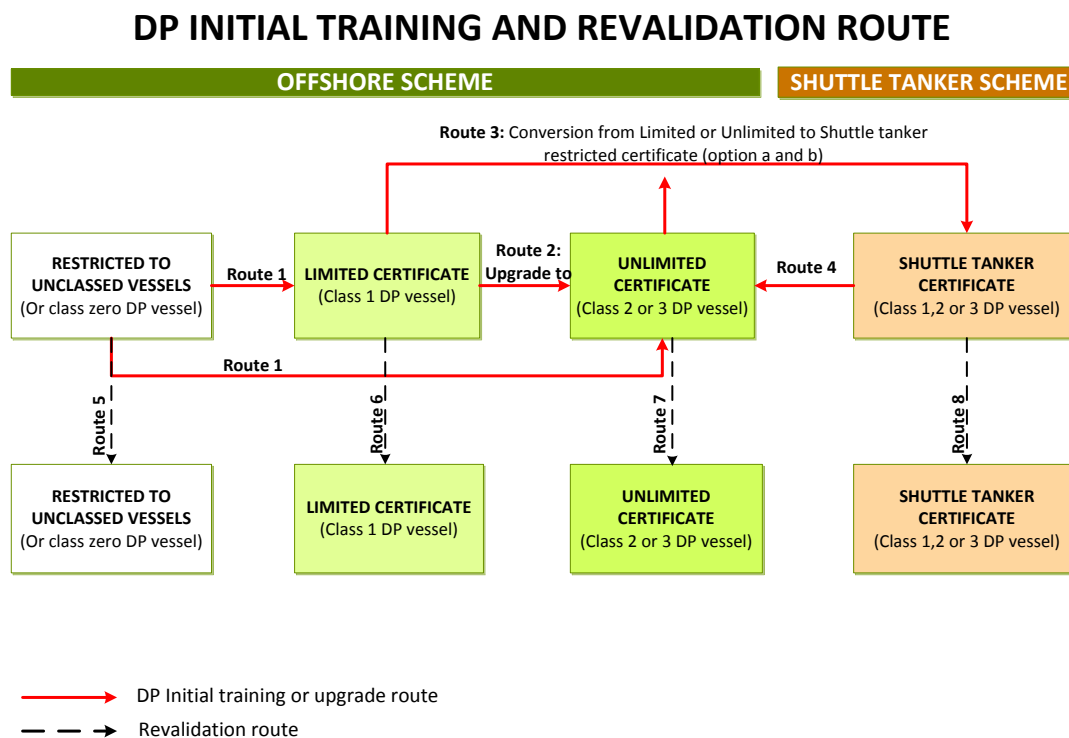 DP INITIAL TRAINING AND REVALIDATION ROUTE
OFFSHORE SCHEME
SHUTTLE TANKER SCHEME
Route 3: Conversion from Limited or Unlimited to Shuttle tanker
restricted certificate (option a and b)
RESTRICTED TO
UNCLASSED VESSELS
(Or class zero DP vessel)
Route 1
LIMITED CERTIFICATE
(Class 1 DP vessel)
Route 2:
Upgrade to
UNLIMITED
CERTIFICATE
(Class 2 or 3 DP vessel)
Route 4
SHUTTLE TANKER
CERTIFICATE
(Class 1,2 or 3 DP vessel)
Route 1
Route 5
Route 6
Route 7
Route 8
RESTRICTED TO
UNCLASSED VESSELS
(Or class zero DP vessel)
LIMITED CERTIFICATE
(Class 1 DP vessel)
UNLIMITED
CERTIFICATE
(Class 2 or 3 DP vessel)
SHUTTLE TANKER
CERTIFICATE
(Class 1,2 or 3 DP vessel)
DP Initial training or upgrade route
Revalidation route